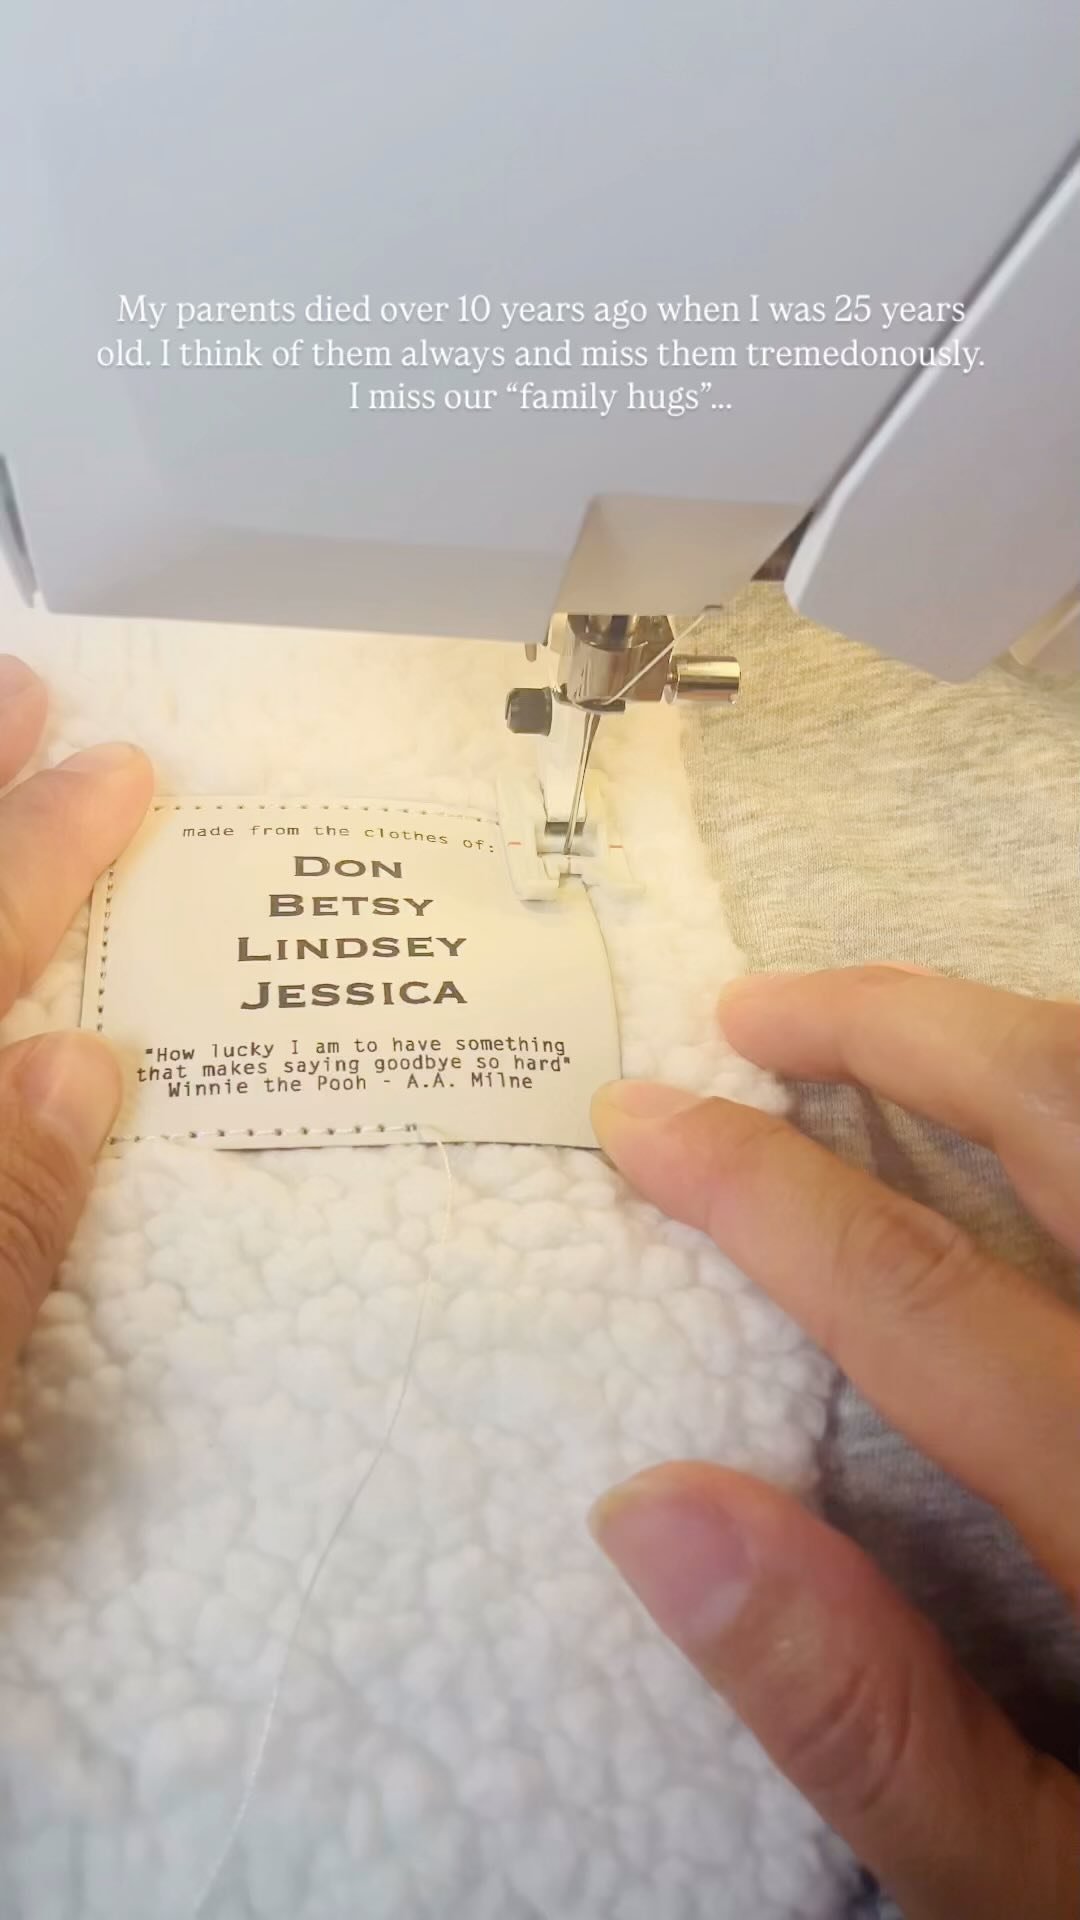 My parents died over 10 years ago when I was 25 years
old. I think of them always and miss them tremedonously.
I miss our “family hugs”...
made from the clothes of:
DON
BETSY
LINDSEY
JESSICA
"How lucky I am to have something
that makes saying goodbye so hard"
Winnie the Pooh - A.A. Milne